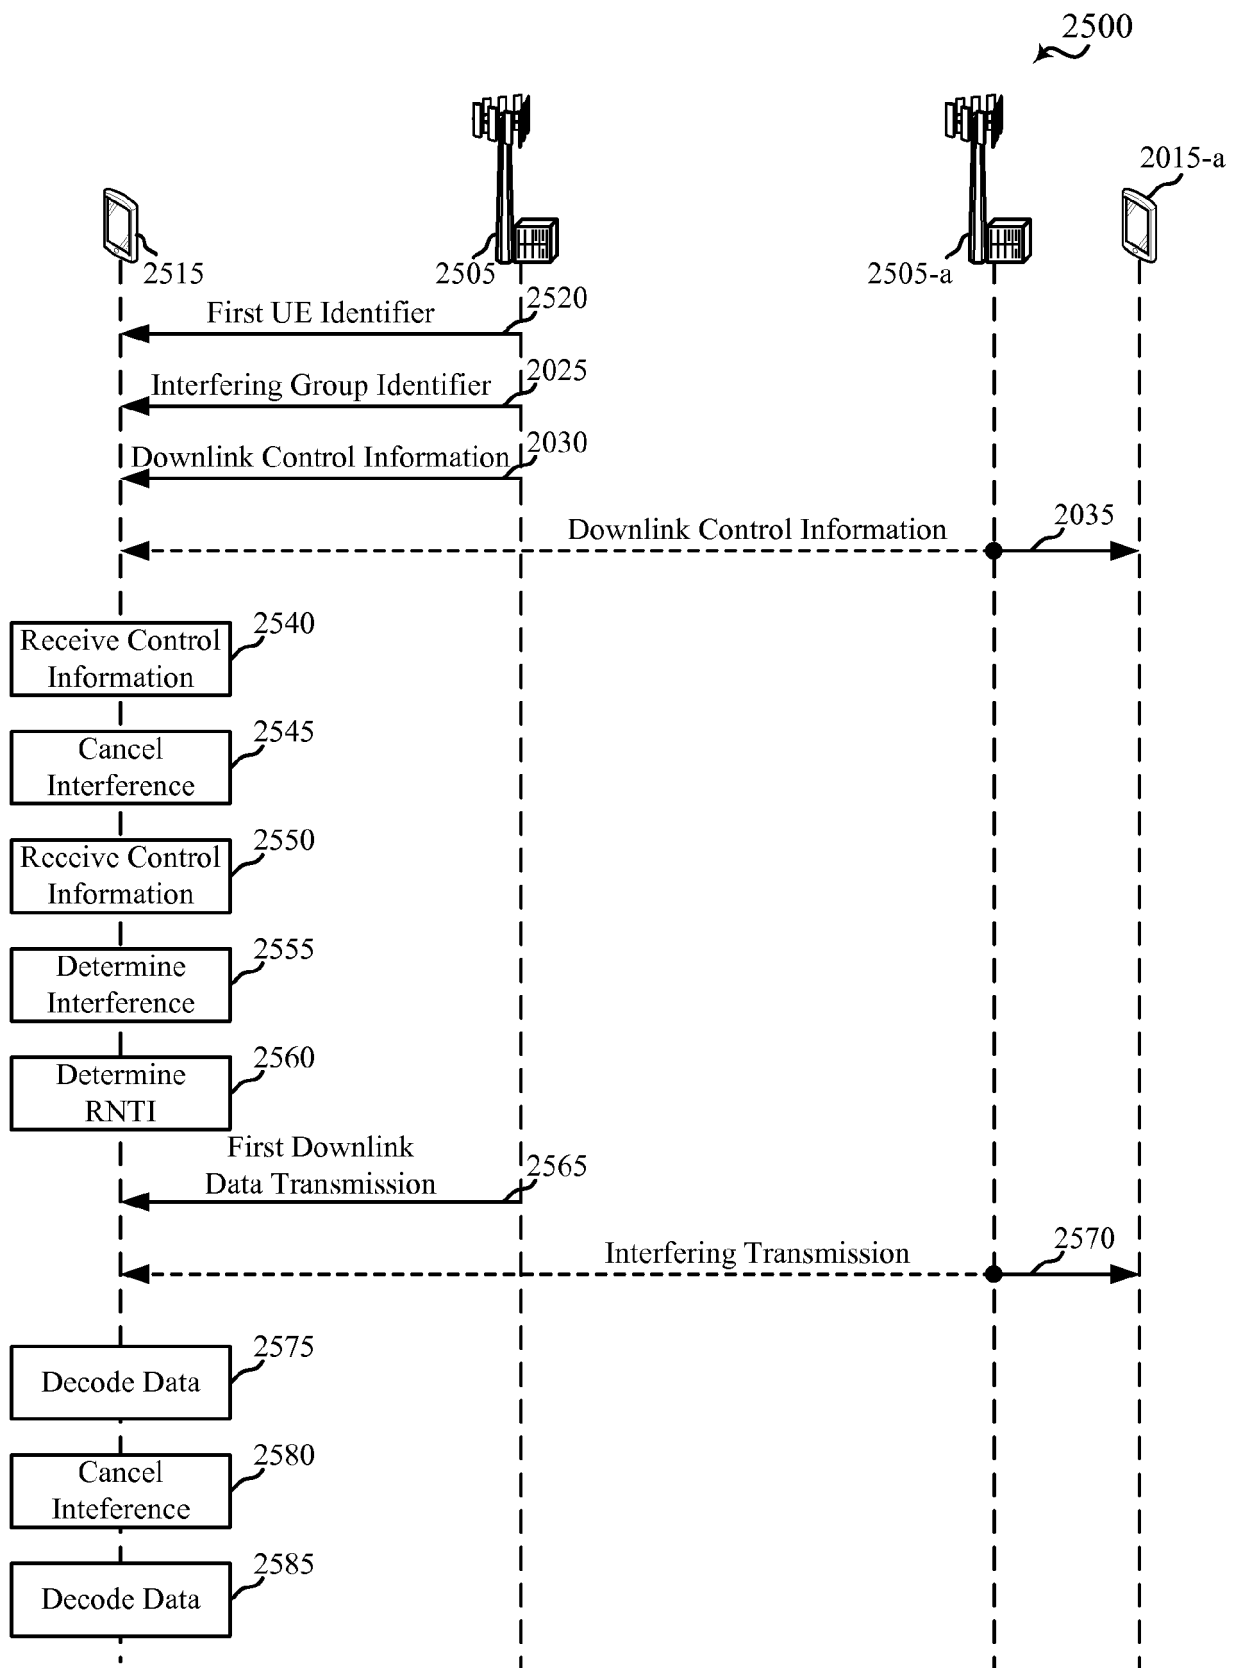 2500
2015-a
2515
2505
2505-a
2520
First UE Identifier
2025
Interfering Group Identifier
2030
Downlink Control Information
2035
Downlink Control Information
2540
Receive Control
Information
2545
Cancel
Interference
2550
Receive Control
Information
2555
Determine
Interference
2560
Determine
RNTI
First Downlink
2565
Data Transmission
2570
Interfering Transmission
2575
Decode Data
2580
Cancel
Inteference
2585
Decode Data